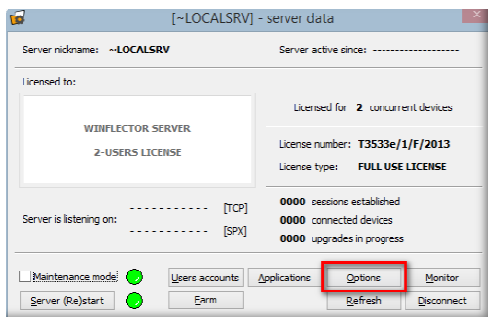 [~LOCALSRV] - server data
Server nickname: ~LOCALSRV
Server active since: -------------------
Licensed to:
WINFLECTOR SERVER
2-USERS LICENSE
Licensed for 2 concurrent devices
License number: T3533e/1/F/2013
License type: FULL USE LICENSE
Server is listening on:
- - - - - - - - - - - [TCP]
- - - - - - - - - - - [SPX]
0000 sessions established
0000 connected devices
0000 upgrades in progress
Maintenance mode
Users accounts
Applications
Options
Monitor
Server (Re)start
Farm
Refresh
Disconnect